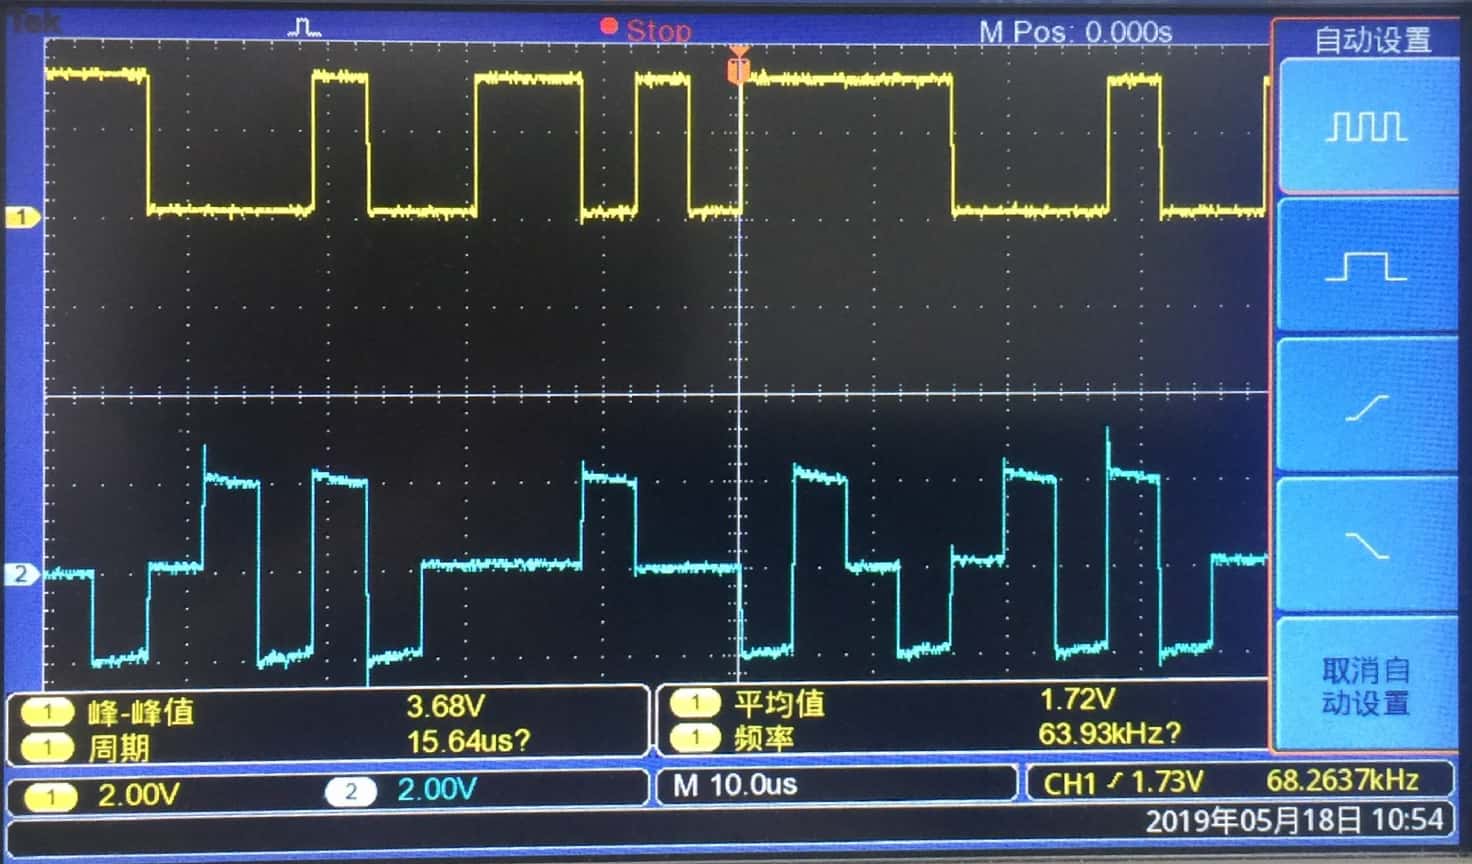 Tek
Stop
M Pos: 0.000s
自动设置
T
1
2
取消自
动设置
1 峰-峰值 3.68V
1 周期 15.64us?
1 平均值 1.72V
1 频率 63.93kHz?
1 2.00V 2 2.00V
M 10.0us
CH1 1.73V 68.2637kHz
2019年05月18日 10:54